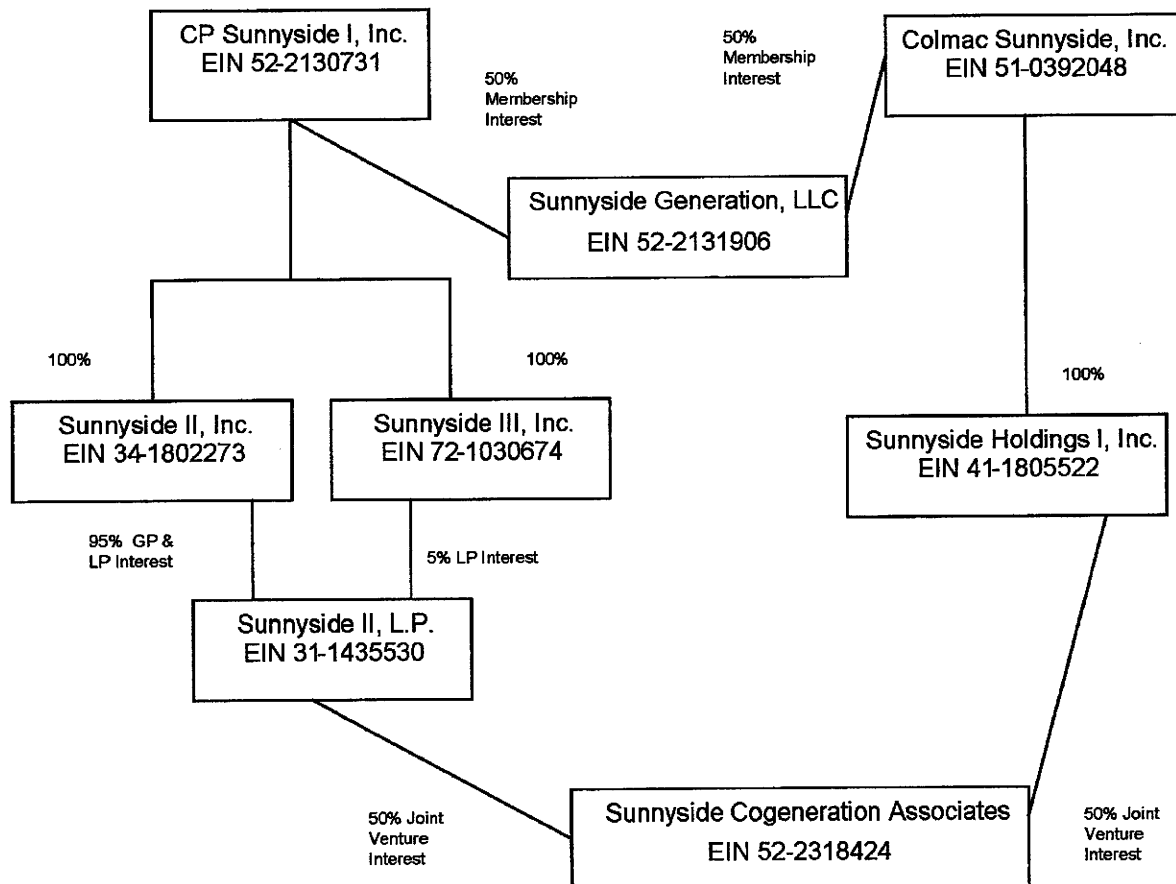 CP Sunnyside I, Inc.
EIN 52-2130731
50%
Membership
Interest
50%
Membership
Interest
Colmac Sunnyside, Inc.
EIN 51-0392048
Sunnyside Generation, LLC
EIN 52-2131906
100%
100%
100%
Sunnyside II, Inc.
EIN 34-1802273
Sunnyside III, Inc.
EIN 72-1030674
Sunnyside Holdings I, Inc.
EIN 41-1805522
95% GP &
LP Interest
5% LP Interest
Sunnyside II, L.P.
EIN 31-1435530
50% Joint
Venture
Interest
Sunnyside Cogeneration Associates
EIN 52-2318424
50% Joint
Venture
Interest